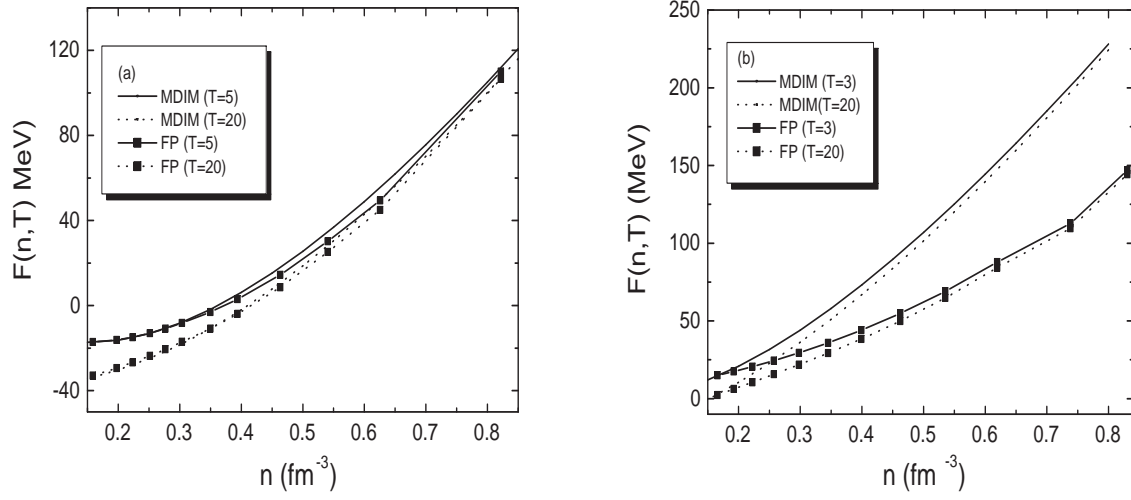 (a)
MDIM (T=5)
MDIM (T=20)
FP (T=5)
FP (T=20)
F(n,T) MeV
120
80
40
0
-40
0.2 0.3 0.4 0.5 0.6 0.7 0.8
n (fm⁻³)
(b)
MDIM (T=3)
MDIM(T=20)
FP (T=3)
FP (T=20)
F(n,T) (MeV)
250
200
150
100
50
0
0.2 0.3 0.4 0.5 0.6 0.7 0.8
n (fm⁻³)